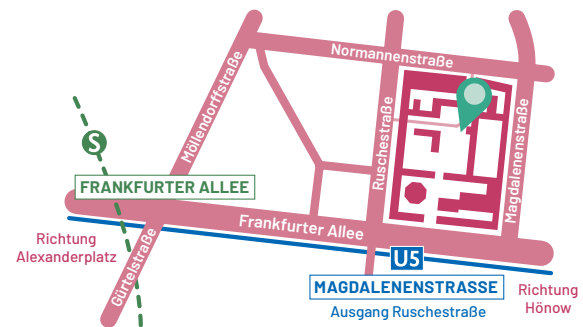 Normannenstraße
Möllendorffstraße
Ruschestraße
Magdalenenstraße
S
FRANKFURTER ALLEE
Frankfurter Allee
Richtung
Alexanderplatz
Gürtelstraße
U5
MAGDALENENSTRASSE
Ausgang Ruschestraße
Richtung
Hönow